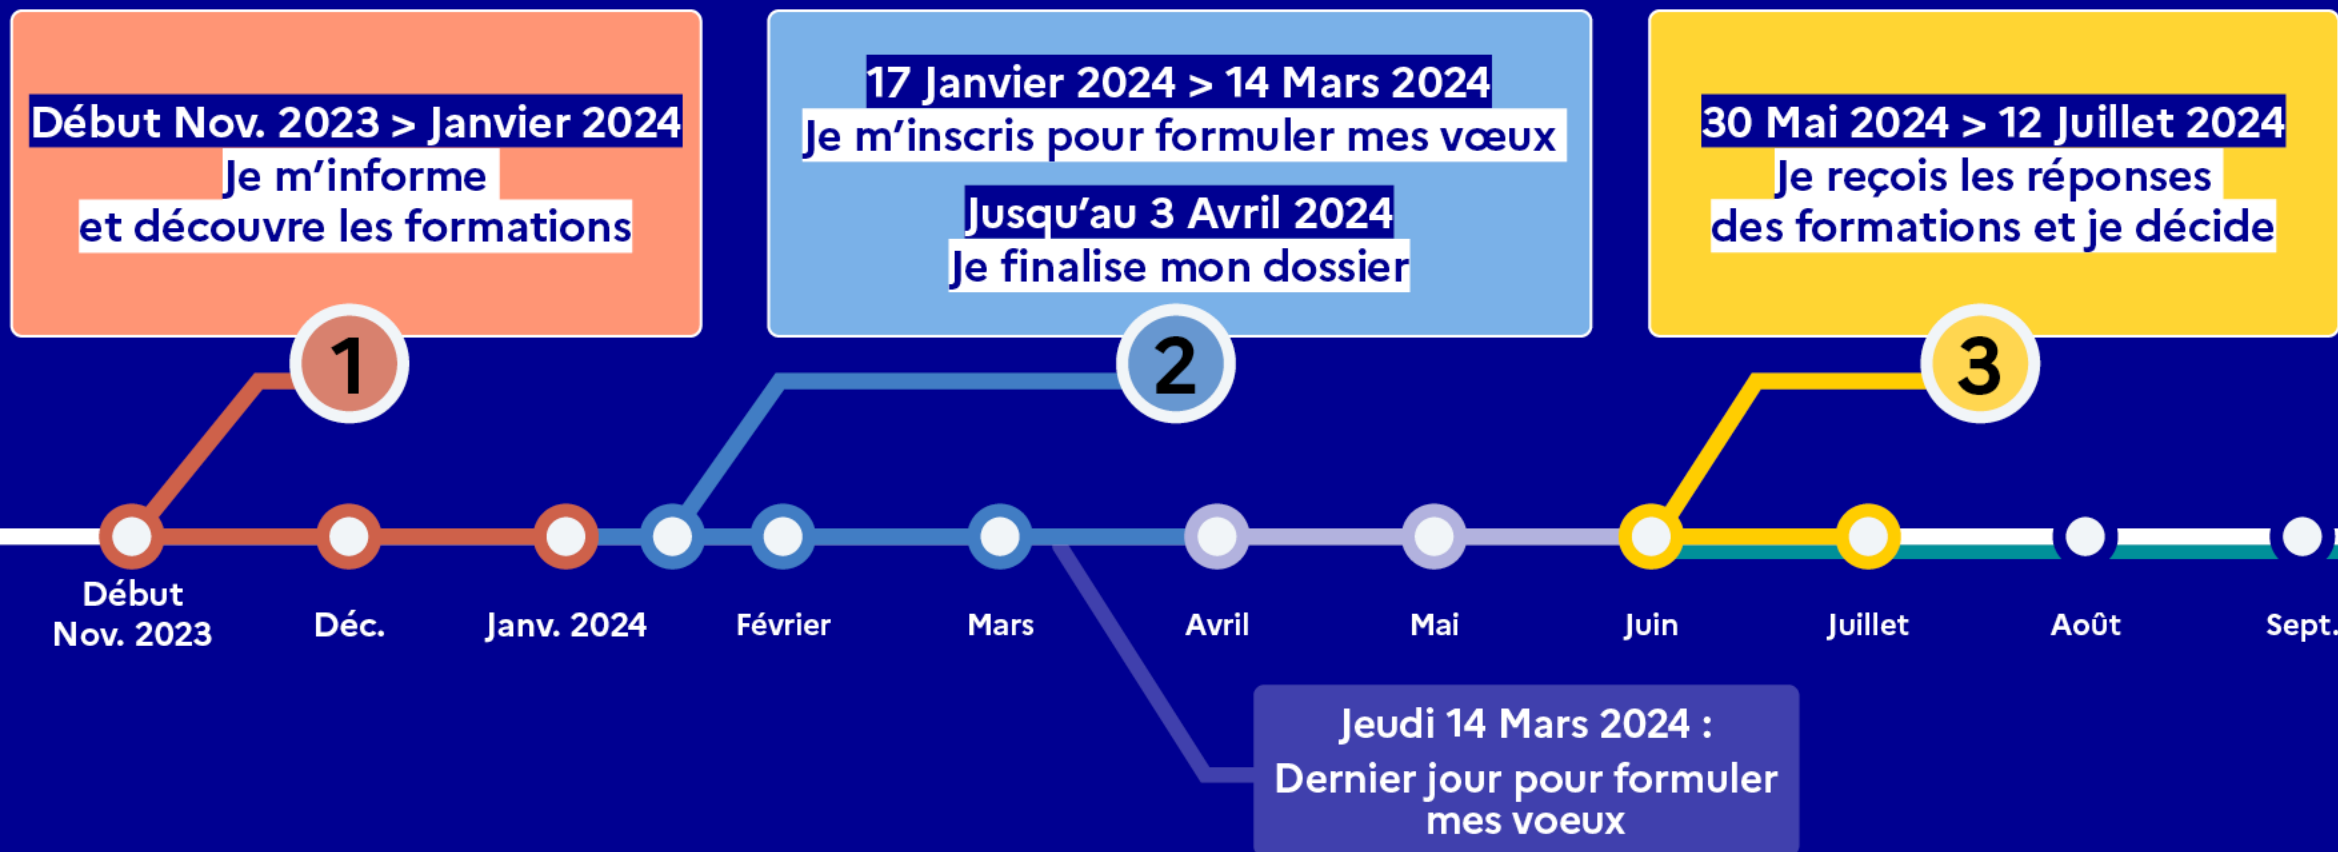 Début Nov. 2023 > Janvier 2024
Je m’informe
et découvre les formations
17 Janvier 2024 > 14 Mars 2024
Je m’inscris pour formuler mes vœux
Jusqu’au 3 Avril 2024
Je finalise mon dossier
30 Mai 2024 > 12 Juillet 2024
Je reçois les réponses
des formations et je décide
1
2
3
Début
Nov. 2023
Déc.
Janv. 2024
Février
Mars
Avril
Mai
Juin
Juillet
Août
Sept.
Jeudi 14 Mars 2024 :
Dernier jour pour formuler
mes voeux